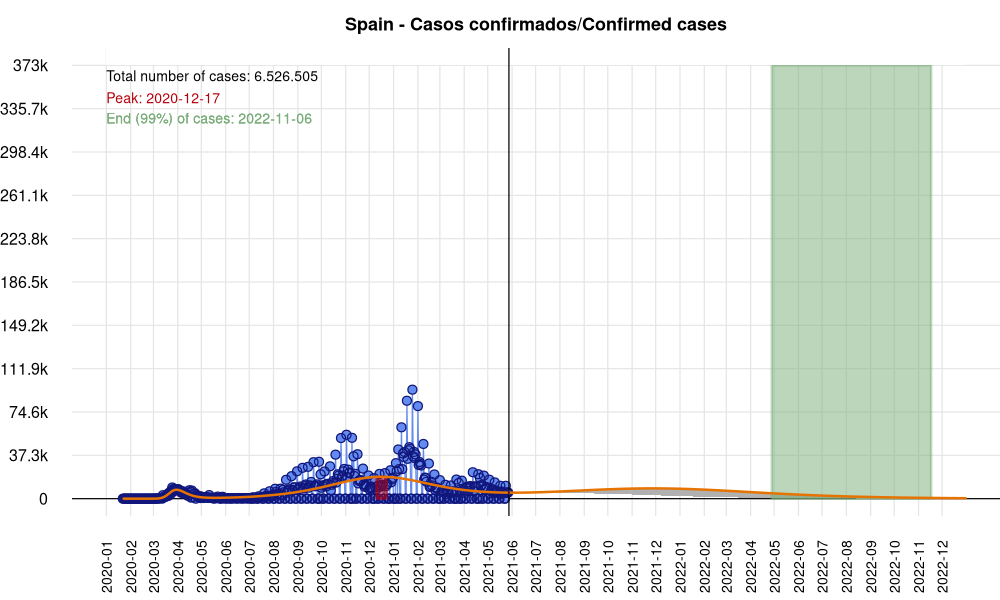 Spain - Casos confirmados/Confirmed cases
373k
335.7k
298.4k
261.1k
223.8k
186.5k
149.2k
111.9k
74.6k
37.3k
0
Total number of cases: 6.526.505
Peak: 2020-12-17
End (99%) of cases: 2022-11-06
2020-01
2020-02
2020-03
2020-04
2020-05
2020-06
2020-07
2020-08
2020-09
2020-10
2020-11
2020-12
2021-01
2021-02
2021-03
2021-04
2021-05
2021-06
2021-07
2021-08
2021-09
2021-10
2021-11
2021-12
2022-01
2022-02
2022-03
2022-04
2022-05
2022-06
2022-07
2022-08
2022-09
2022-10
2022-11
2022-12